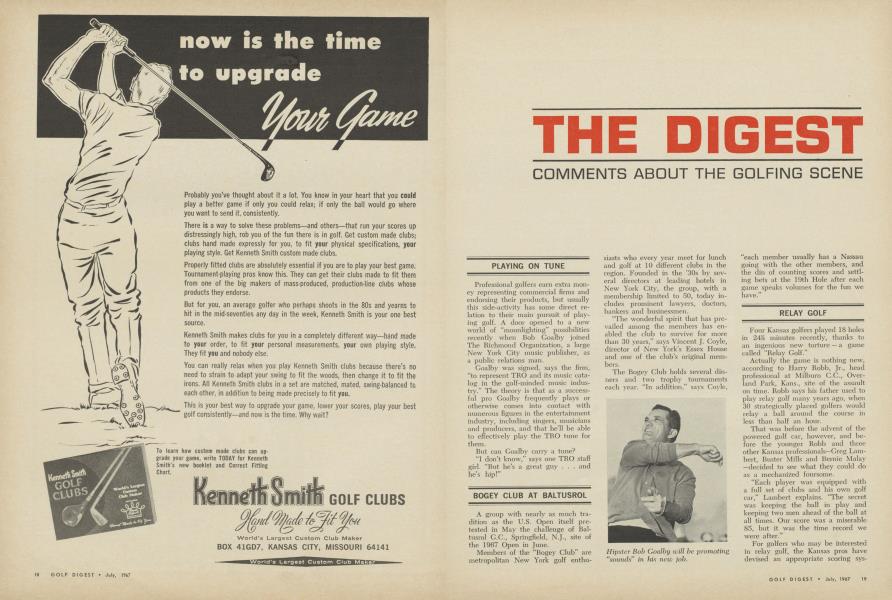 now is the time
to upgrade
Your Game
Probably you've thought about it a lot. You know in your heart that you could
play a better game if only you could relax; if only the ball would go where
you want to send it, consistently.
There is a way to solve these problems—and others—that run your scores up
distressingly high, rob you of the fun there is in golf. Get custom made clubs;
clubs hand made expressly for you, to fit your physical specifications, your
playing style. Get Kenneth Smith custom made clubs.
Properly fitted clubs are absolutely essential if you are to play your best game.
Tournament-playing pros know this. They can get their clubs made to fit them
from one of the big makers of mass-produced, production-line clubs whose
products they endorse.
But for you, an average golfer who perhaps shoots in the 80s and yearns to
hit in the mid-seventies any day in the week, Kenneth Smith is your one best
source.
Kenneth Smith makes clubs for you in a completely different way—hand made
to your order, to fit your personal measurements, your own playing style.
They fit you and nobody else.
You can really relax when you play Kenneth Smith clubs because there's no
need to strain to adapt your swing to fit the woods, then change it to fit the
irons. All Kenneth Smith clubs in a set are matched, mated, swing-balanced to
each other, in addition to being made precisely to fit you.
This is your best way to upgrade your game, lower your scores, play your best
golf consistently—and now is the time. Why wait?
To learn how custom made clubs can up-
grade your game, write TODAY for Kenneth
Smith's new booklet and Correct Fitting
Chart.
Kenneth Smith
GOLF
CLUBS
World's Largest
Custom
Club Maker
Hand Made to Fit You
Kenneth Smith GOLF CLUBS
Hand Made to Fit You
World's Largest Custom Club Maker
BOX 41GD7, KANSAS CITY, MISSOURI 64141
World's Largest Custom Club Maker
18 GOLF DIGEST • July, 1967
THE DIGEST
COMMENTS ABOUT THE GOLFING SCENE
PLAYING ON TUNE
Professional golfers earn extra mon-
ey representing commercial firms and
endorsing their products, but usually
this side-activity has some direct re-
lation to their main pursuit of play-
ing golf. A door opened to a new
world of "moonlighting" possibilities
recently when Bob Goalby joined
The Richmond Organization, a large
New York City music publisher, as
a public relations man.
Goalby was signed, says the firm,
"to represent TRO and its music cata-
log in the golf-minded music indus-
try." The theory is that as a success-
ful pro Goalby frequently plays or
otherwise comes into contact with
numerous figures in the entertainment
industry, including singers, musicians
and producers, and that he'll be able
to effectively play the TRO tune for
them.
But can Goalby carry a tune?
"I don't know," says one TRO staff
girl. "But he's a great guy . . . and
he's hip!"
BOGEY CLUB AT BALTUSROL
A group with nearly as much tra-
dition as the U.S. Open itself pre-
tested in May the challenge of Bal-
tusrol G.C., Springfield, N.J., site of
the 1967 Open in June.
Members of the "Bogey Club" are
metropolitan New York golf enthu-
siasts who every year meet for lunch
and golf at 10 different clubs in the
region. Founded in the '30s by sev-
eral directors at leading hotels in
New York City, the group, with a
membership limited to 50, today in-
cludes prominent lawyers, doctors,
bankers and businessmen.
"The wonderful spirit that has pre-
vailed among the members has en-
abled the club to survive for more
than 30 years," says Vincent J. Coyle,
director of New York's Essex House
and one of the club's original mem-
bers.
The Bogey Club holds several din-
ners and two trophy tournaments
each year. "In addition," says Coyle,
Hipster Bob Goalby will be promoting
"sounds" in his new job.
"each member usually has a Nassau
going with the other members, and
the din of counting scores and settl-
ing bets at the 19th Hole after each
game speaks volumes for the fun we
have."
RELAY GOLF
Four Kansas golfers played 18 holes
in 24½ minutes recently, thanks to
an ingenious new torture—a game
called "Relay Golf."
Actually the game is nothing new,
according to Harry Robb, Jr., head
professional at Milburn C.C., Over-
land Park, Kans., site of the assault
on time. Robb says his father used to
play relay golf many years ago, when
30 strategically placed golfers would
relay a ball around the course in
less than half an hour.
That was before the advent of the
powered golf car, however, and be-
fore the younger Robb and three
other Kansas professionals—Greg Lam-
bert, Buster Mills and Bernie Malay
—decided to see what they could do
as a mechanized foursome.
"Each player was equipped with
a full set of clubs and his own golf
car," Lambert explains. "The secret
was keeping the ball in play and
keeping two men ahead of the ball at
all times. Our score was a miserable
85, but it was the time record we
were after."
For golfers who may be interested
in relay golf, the Kansas pros have
devised an appropriate scoring sys-
GOLF DIGEST • July, 1967 19